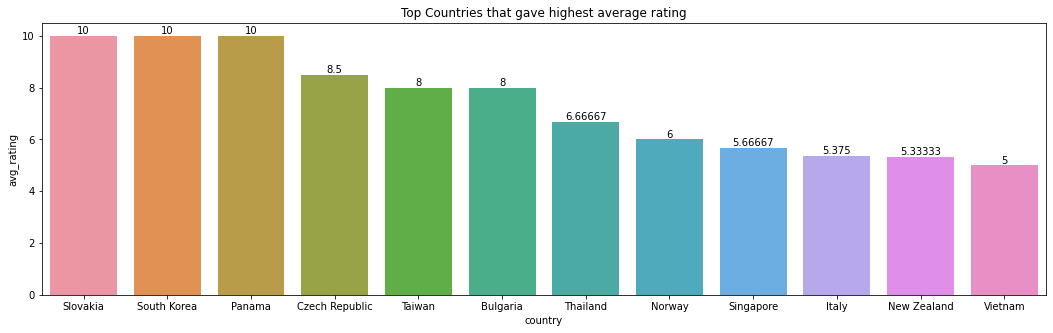 Top Countries that gave highest average rating
avg_rating
10
8
6
4
2
0
10
10
10
8.5
8
8
6.66667
6
5.66667
5.375
5.33333
5
Slovakia
South Korea
Panama
Czech Republic
Taiwan
Bulgaria
Thailand
Norway
Singapore
Italy
New Zealand
Vietnam
country